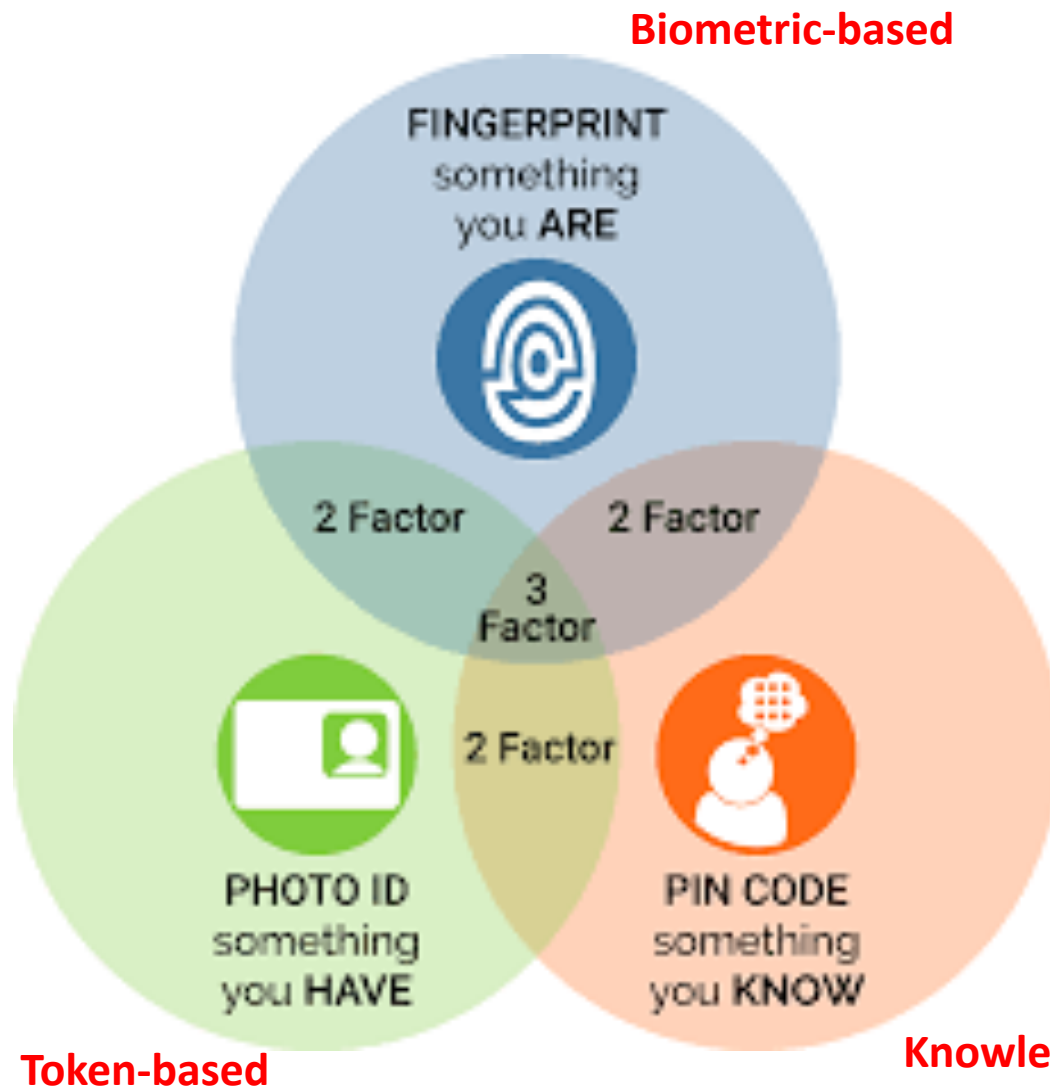 Biometric-based
FINGERPRINT
something
you ARE
2 Factor
2 Factor
3
Factor
2 Factor
PHOTO ID
something
you HAVE
PIN CODE
something
you KNOW
Token-based
Knowle